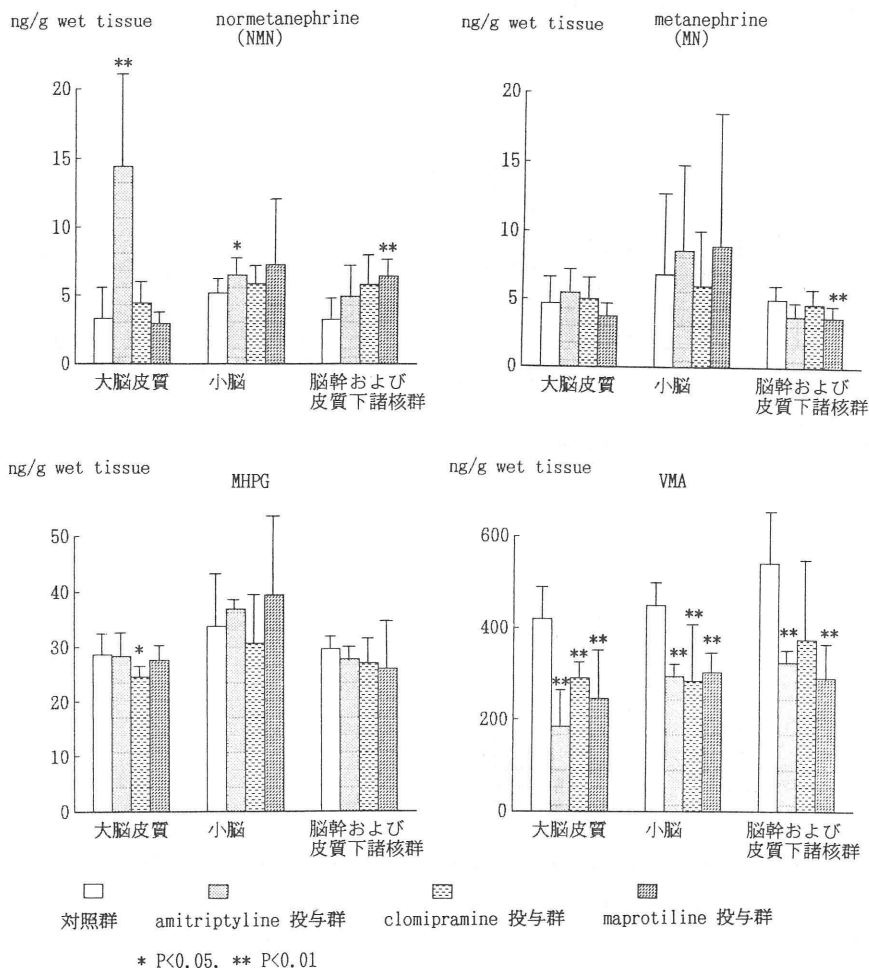 ng/g wet tissue
normetanephrine
(NMN)
**
20
15
10
5
0
*
**
大脳皮質
小脳
脳幹および
皮質下諸核群
ng/g wet tissue
metanephrine
(MN)
20
15
10
5
0
**
大脳皮質
小脳
脳幹および
皮質下諸核群
ng/g wet tissue
MHPG
50
40
30
20
10
0
*
大脳皮質
小脳
脳幹および
皮質下諸核群
ng/g wet tissue
VMA
600
400
200
0
**
**
**
**
**
**
**
**
大脳皮質
小脳
脳幹および
皮質下諸核群
対照群
amitriptyline 投与群
clomipramine 投与群
maprotiline 投与群
* P<0.05, ** P<0.01